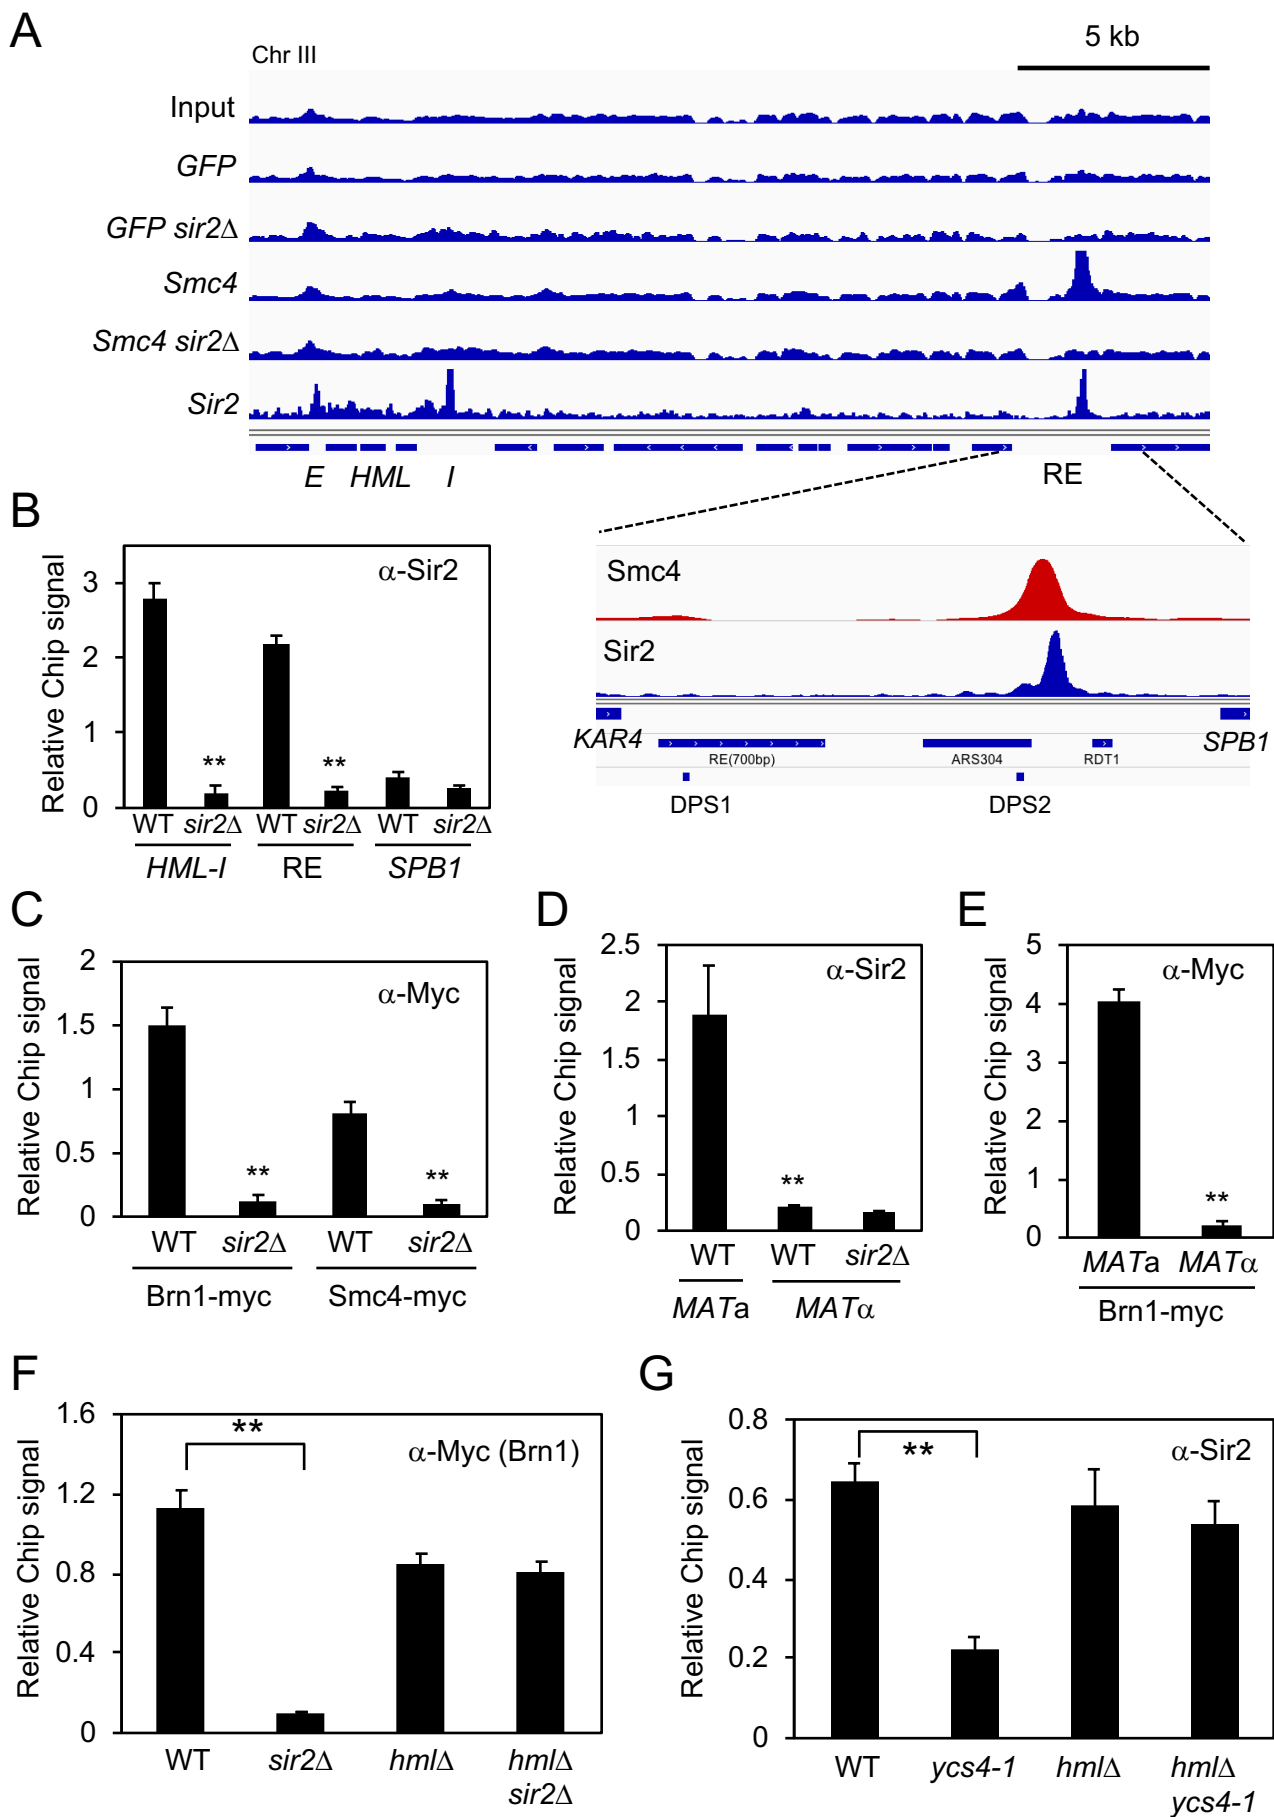 A
Chr III
5 kb
Input
GFP
GFP sir2Δ
Smc4
Smc4 sir2Δ
Sir2
E HML I RE
Smc4
Sir2
KAR4 SPB1
RE(700bp) ARS304 RDT1
DPS1 DPS2
B
Relative Chip signal
α-Sir2
3
2
1
0
WT sir2Δ WT sir2Δ WT sir2Δ
** **
HML-I RE SPB1
C
Relative Chip signal
α-Myc
2
1.5
1
0.5
0
** **
WT sir2Δ WT sir2Δ
Brn1-myc Smc4-myc
D
Relative Chip signal
α-Sir2
2.5
2
1.5
1
0.5
0
**
WT WT sir2Δ
MATa MATα
E
Relative Chip signal
α-Myc
5
4
3
2
1
0
**
MATa MATα
Brn1-myc
F
Relative Chip signal
α-Myc (Brn1)
1.6
1.2
0.8
0.4
0
**
WT sir2Δ hmlΔ hmlΔ
sir2Δ
G
Relative Chip signal
α-Sir2
0.8
0.6
0.4
0.2
0
**
WT ycs4-1 hmlΔ hmlΔ
ycs4-1